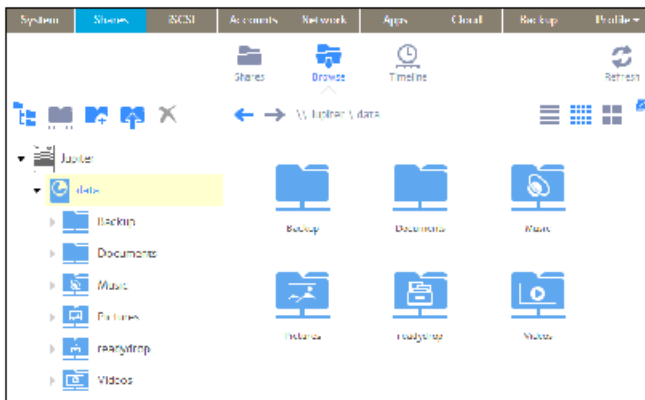 System Shares iSCSI Accounts Network Apps Cloud Backup Profile
Shares Browse Timeline Refresh
\\ Jupiter \ data
Jupiter
data
Backup
Documents
Music
Pictures
readydrop
Videos
Backup Documents Music
Pictures readydrop Videos